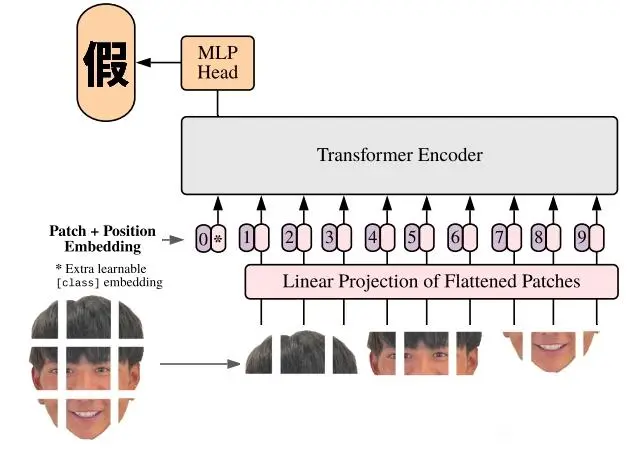 假
MLP
Head
Transformer Encoder
Patch + Position
Embedding
0 * 1 2 3 4 5 6 7 8 9
* Extra learnable
[class] embedding
Linear Projection of Flattened Patches